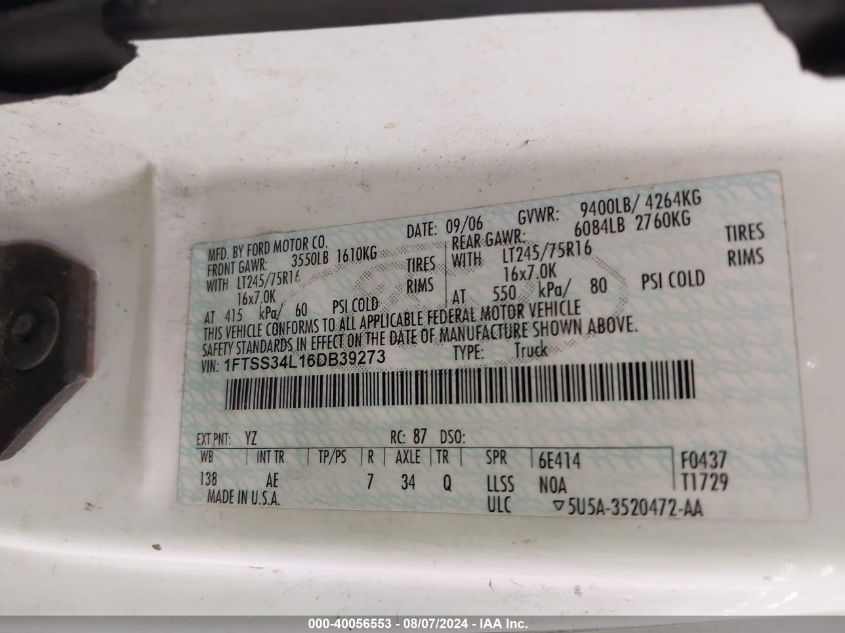 MFD. BY FORD MOTOR CO. DATE: 09/06 GVWR: 9400LB/ 4264KG
FRONT GAWR: 3550LB 1610KG REAR GAWR: 6084LB 2760KG
WITH LT245/75R16 TIRES WITH LT245/75R16 TIRES
16x7.0K RIMS 16x7.0K RIMS
AT 415 kPa/ 60 PSI COLD AT 550 kPa/ 80 PSI COLD
THIS VEHICLE CONFORMS TO ALL APPLICABLE FEDERAL MOTOR VEHICLE
SAFETY STANDARDS IN EFFECT ON THE DATE OF MANUFACTURE SHOWN ABOVE.
VIN: 1FTSS34L16DB39273 TYPE: Truck
EXT PNT: YZ RC: 87 DSO:
WB INT TR TP/PS R AXLE TR SPR 6E414 F0437
138 AE 7 34 Q LLSS NOA T1729
MADE IN U.S.A. ULC ▽5U5A-3520472-AA
000-40056553 — 08/07/2024 - IAA Inc.